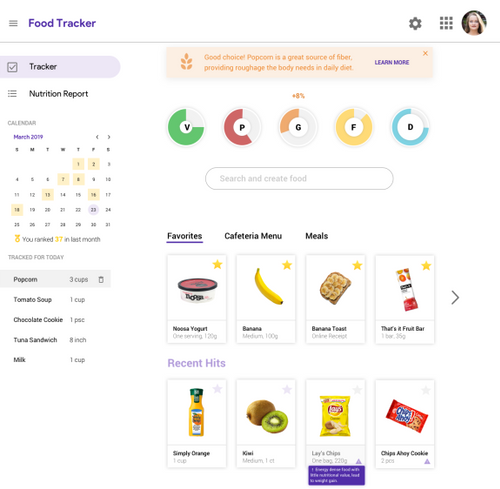 Food Tracker
Good choice! Popcorn is a great source of fiber,
providing roughage the body needs in daily diet.
LEARN MORE
Tracker
Nutrition Report
+8%
V
P
G
F
D
CALENDAR
March 2019
S M T W T F S
1 2 3
4 5 6 7 8 9 10
11 12 13 14 15 16 17
18 19 20 21 22 23 24
25 26 27 28 29 30 31
You ranked 37 in last month
TRACKED FOR TODAY
Popcorn 3 cups
Tomato Soup 1 cup
Chocolate Cookie 1 psc
Tuna Sandwich 8 inch
Milk 1 cup
Search and create food
Favorites
Cafeteria Menu
Meals
Noosa Yogurt
One serving, 120g
Banana
Medium, 100g
Banana Toast
Online Receipt
That's it Fruit Bar
1 bar, 35g
Recent Hits
Simply Orange
1 cup
Kiwi
Medium, 1 ct
Lay's Chips
One bag, 220g
Chips Ahoy Cookie
2 pcs
Energy dense food with
little nutritional value, lead
to weight gain.